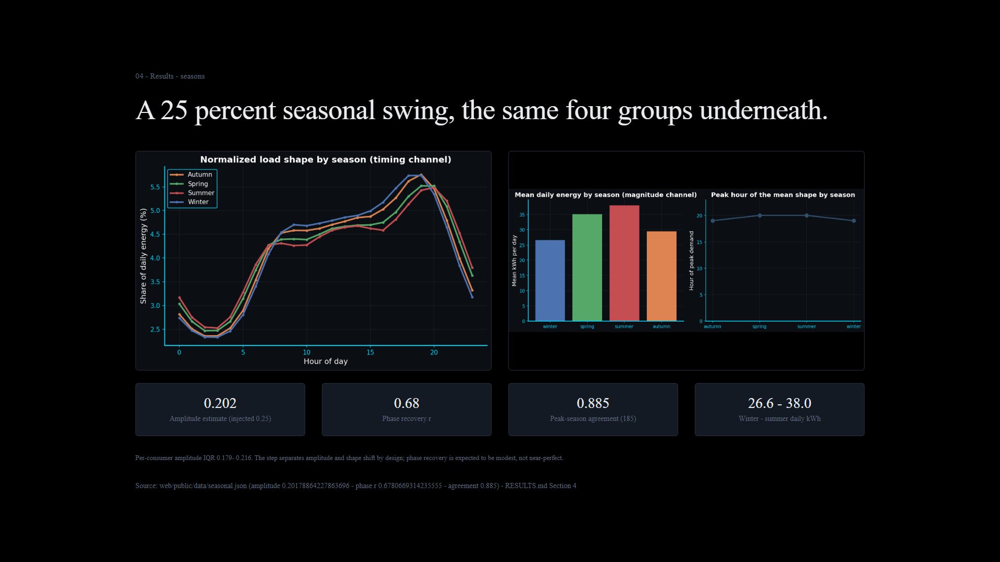 04 - Results - seasons
A 25 percent seasonal swing, the same four groups underneath.
Normalized load shape by season (timing channel)
Autumn
Spring
Summer
Winter
Share of daily energy (%)
5.5
5.0
4.5
4.0
3.5
3.0
2.5
0 5 10 15 20
Hour of day
Mean daily energy by season (magnitude channel)
Mean kWh per day
35
30
25
20
15
10
5
0
winter spring summer autumn
Peak hour of the mean shape by season
Hour of peak demand
20
15
10
5
0
autumn spring summer winter
0.202
Amplitude estimate (injected 0.25)
0.68
Phase recovery r
0.885
Peak-season agreement (185)
26.6 - 38.0
Winter - summer daily kWh
Per-consumer amplitude IQR 0.179- 0.216. The step separates amplitude and shape shift by design; phase recovery is expected to be modest, not near-perfect.
Source: web/public/data/seasonal.json (amplitude 0.20178864227863696 - phase r 0.6780669314235555 - agreement 0.885) - RESULTS.md Section 4